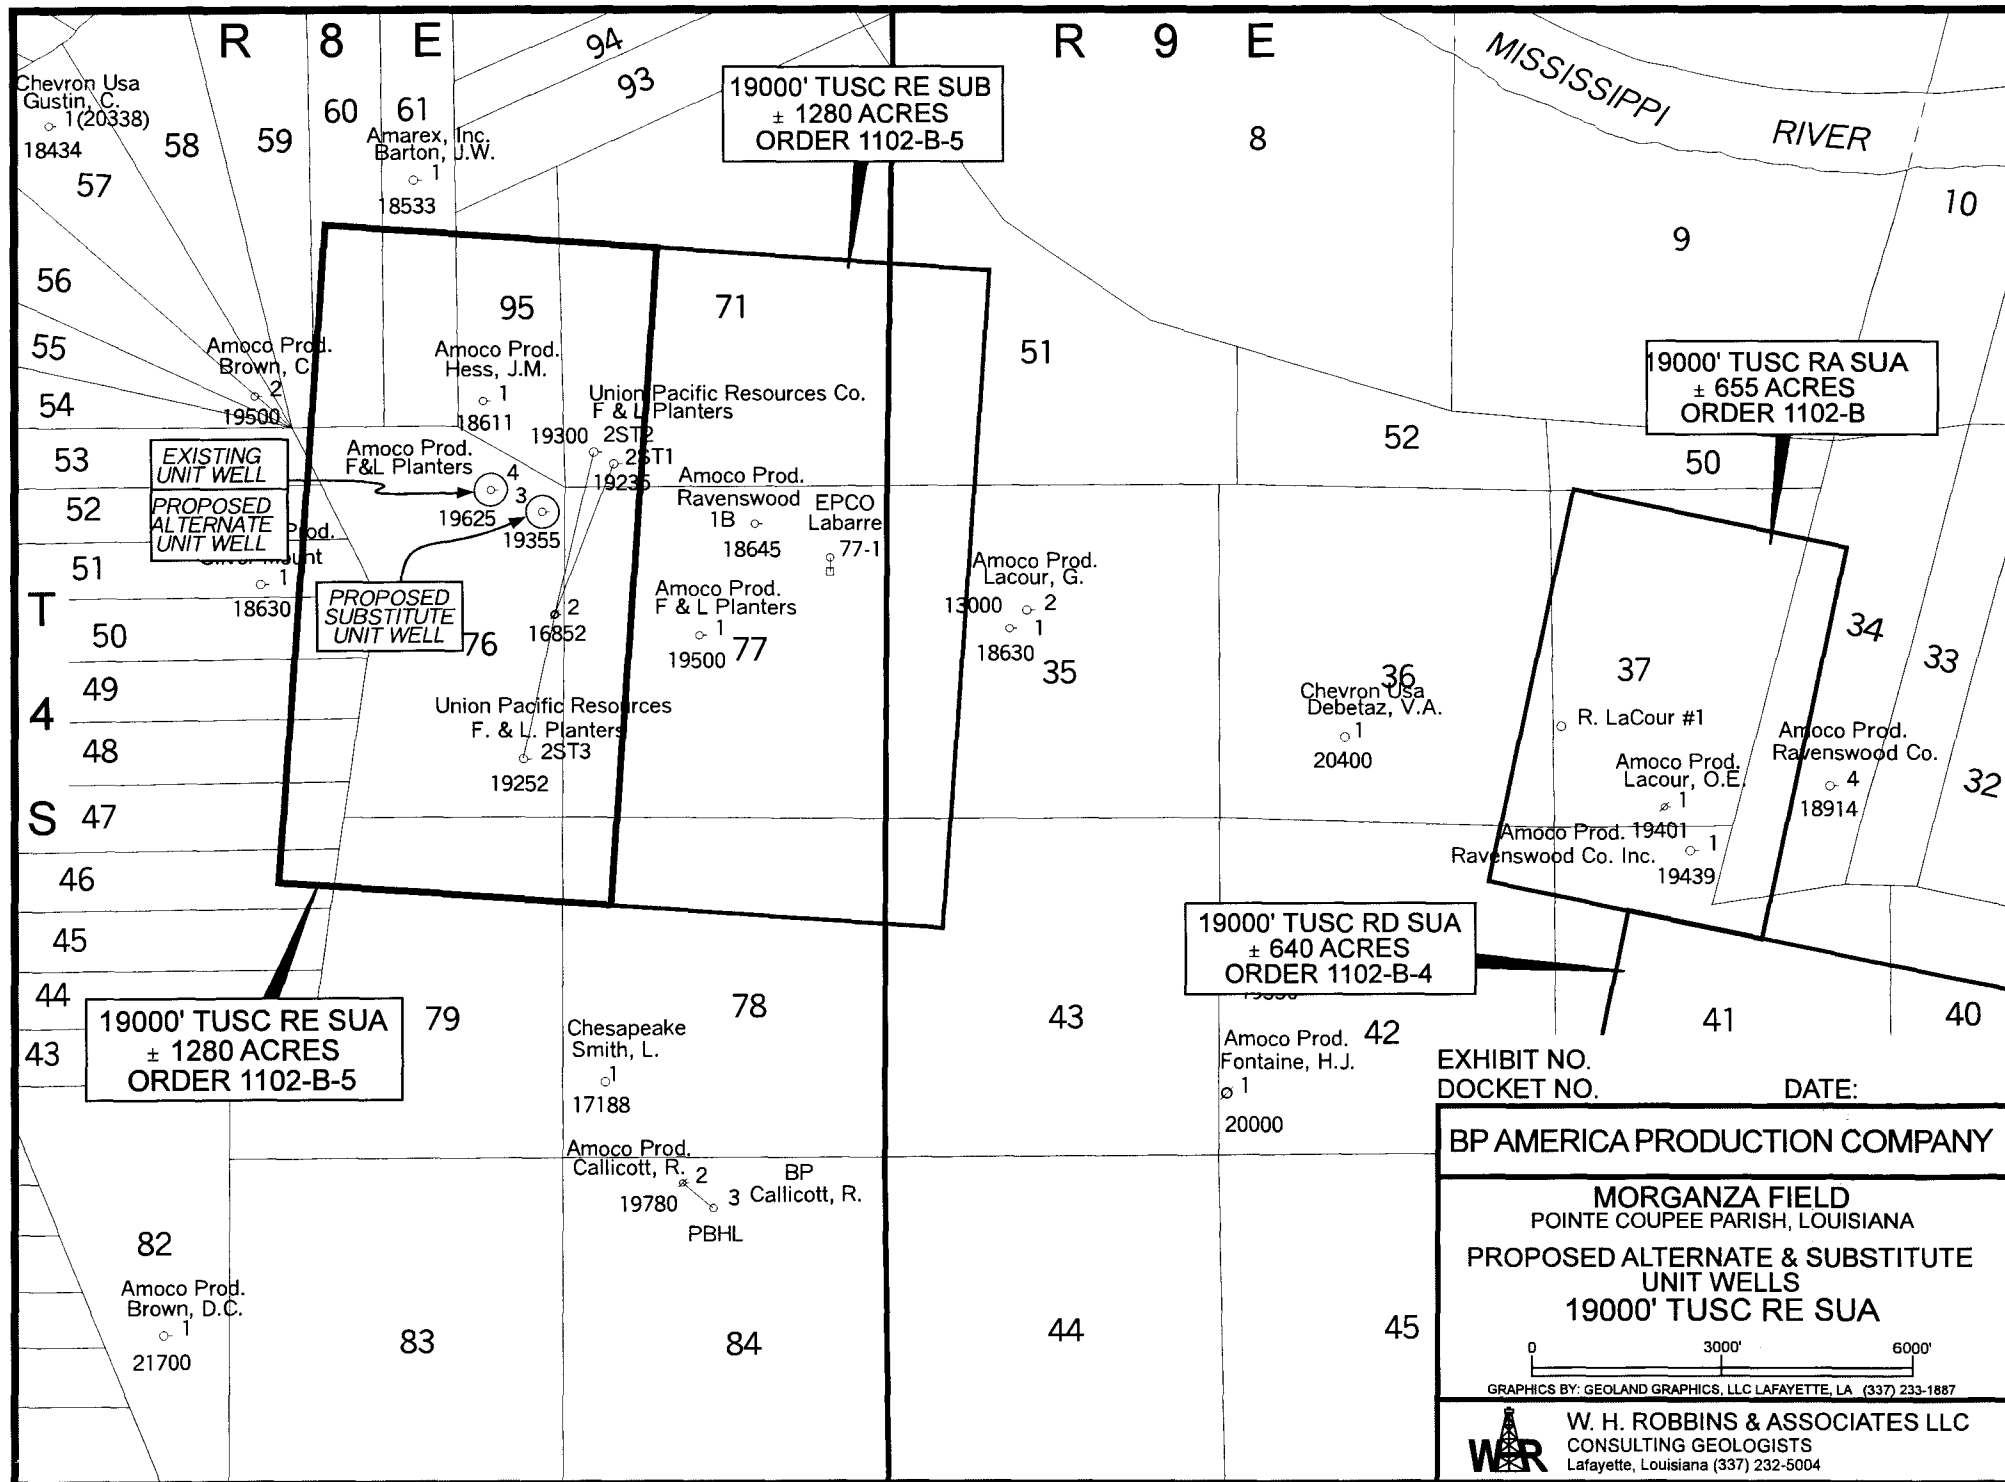 R 8 E
R 9 E
94
93
MISSISSIPPI
RIVER
Chevron Usa
Gustin, C.
1(20338)
18434
57
58
59
60
61
Amarex, Inc.
Barton, J.W.
1
18533
19000' TUSC RE SUB
± 1280 ACRES
ORDER 1102-B-5
8
9
10
56
55
54
53
52
51
50
49
48
47
46
45
44
43
T
4
S
95
71
51
52
50
19000' TUSC RA SUA
± 655 ACRES
ORDER 1102-B
Amoco Prod.
Brown, C.
2
19500
Amoco Prod.
Hess, J.M.
1
18611
Union Pacific Resources Co.
F & L Planters
19300
2ST2
2ST1
19235
EXISTING
UNIT WELL
PROPOSED
ALTERNATE
UNIT WELL
Amoco Prod.
F&L Planters
4
3
19625
19355
Prod.
1
18630
PROPOSED
SUBSTITUTE
UNIT WELL
76
2
16852
Amoco Prod.
Ravenswood
1B
18645
EPCO
Labarre
77-1
Amoco Prod.
F & L Planters
1
19500
77
Union Pacific Resources
F. & L. Planters
2ST3
19252
Amoco Prod.
Lacour, G.
13000
2
1
18630
35
36
Chevron Usa
Debetaz, V.A.
1
20400
37
R. LaCour #1
Amoco Prod.
Lacour, O.E.
1
19401
Amoco Prod.
Ravenswood Co. Inc.
1
19439
Amoco Prod.
Ravenswood Co.
4
18914
34
33
32
19000' TUSC RD SUA
± 640 ACRES
ORDER 1102-B-4
19000' TUSC RE SUA
± 1280 ACRES
ORDER 1102-B-5
79
78
43
42
41
40
Chesapeake
Smith, L.
1
17188
Amoco Prod.
Fontaine, H.J.
1
20000
Amoco Prod.
Callicott, R.
2
19780
3
PBHL
BP
Callicott, R.
82
Amoco Prod.
Brown, D.C.
1
21700
83
84
44
45
EXHIBIT NO.
DOCKET NO. DATE:
BP AMERICA PRODUCTION COMPANY
MORGANZA FIELD
POINTE COUPEE PARISH, LOUISIANA
PROPOSED ALTERNATE & SUBSTITUTE
UNIT WELLS
19000' TUSC RE SUA
0 3000' 6000'
GRAPHICS BY: GEOLAND GRAPHICS, LLC LAFAYETTE, LA (337) 233-1887
W R
W. H. ROBBINS & ASSOCIATES LLC
CONSULTING GEOLOGISTS
Lafayette, Louisiana (337) 232-5004